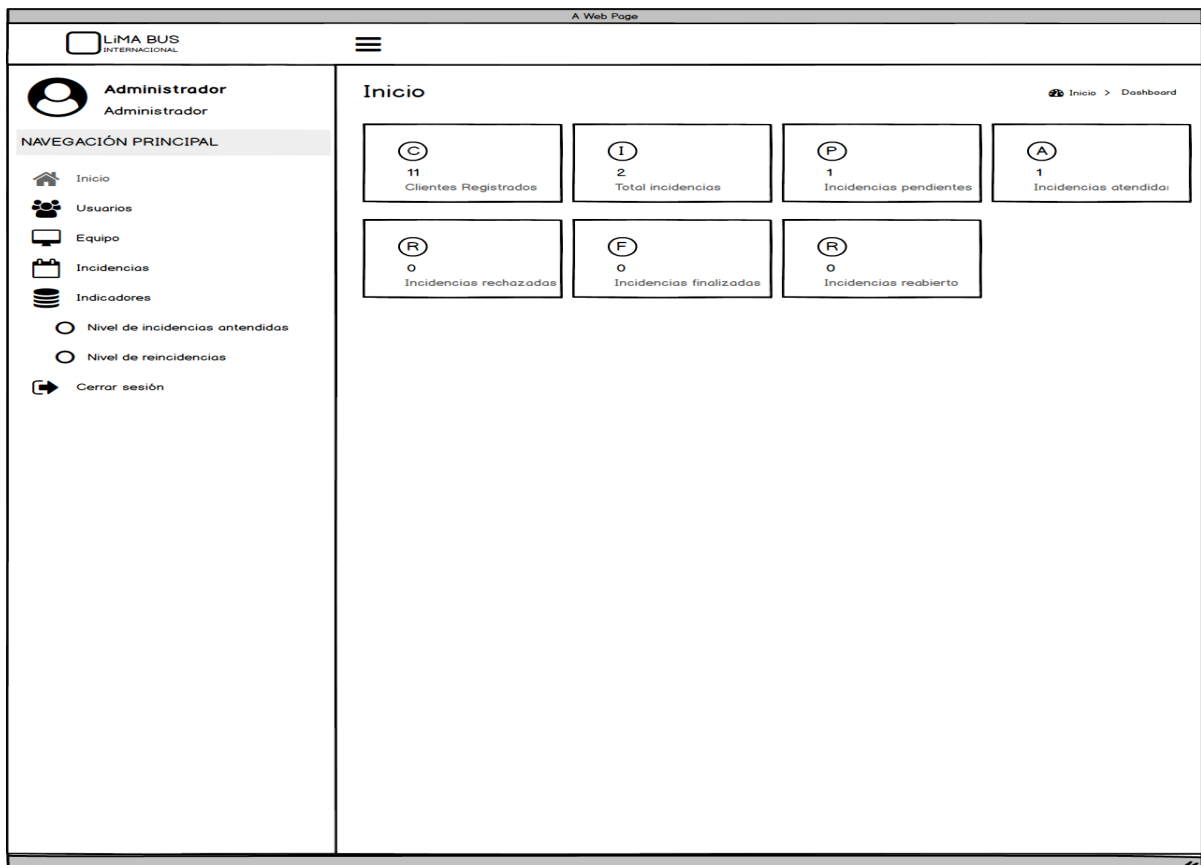 A Web Page
LiMA BUS
INTERNACIONAL
Administrador
Administrador
NAVEGACIÓN PRINCIPAL
Inicio
Usuarios
Equipo
Incidencias
Indicadores
Nivel de incidencias antendidas
Nivel de reincidencias
Cerrar sesión
Inicio
Inicio > Dashboard
C
11
Clientes Registrados
I
2
Total incidencias
P
1
Incidencias pendientes
A
1
Incidencias atendida
R
0
Incidencias rechazadas
F
0
Incidencias finalizadas
R
0
Incidencias reabierto